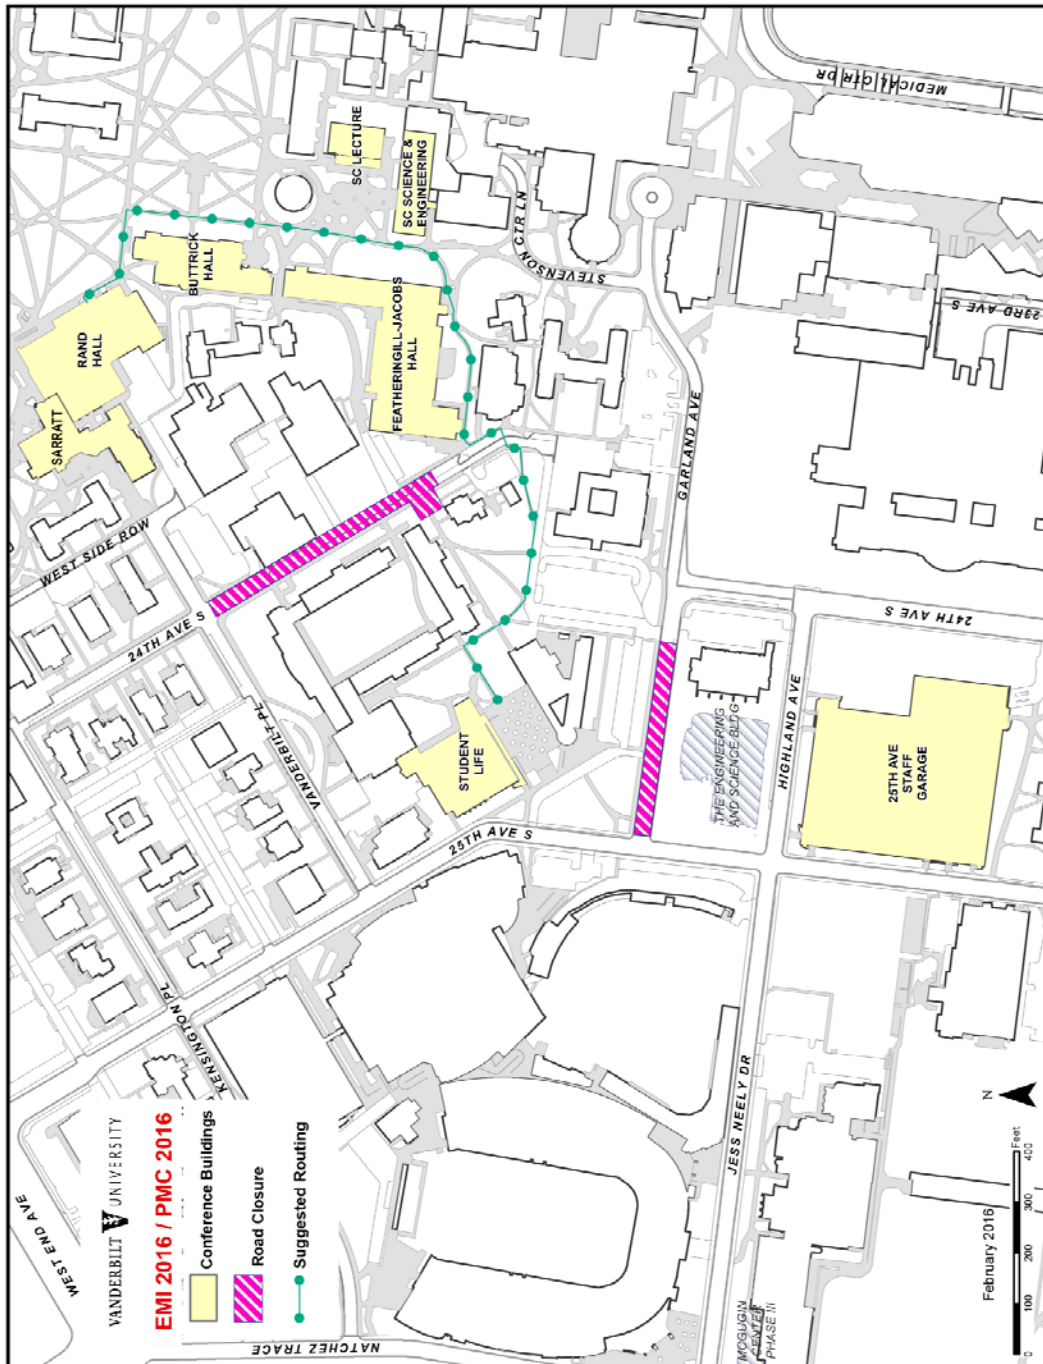 VANDERBILT UNIVERSITY
EMI 2016 / PMC 2016
Conference Buildings
Road Closure
Suggested Routing
WEST END AVE
KENSINGTON PL
NATCHEZ TRACE
VANDERBILT PL
24TH AVE S
WEST SIDE ROW
25TH AVE S
SARRATT
RAND
HALL
BUTTRICK
HALL
SC LECTURE
SC SCIENCE &
ENGINEERING
FEATHERINGILL-JACOBS
HALL
STUDENT
LIFE
STEVENSON CTR LN
MEDICAL CTR DR
GARLAND AVE
23RD AVE S
24TH AVE S
HIGHLAND AVE
THE ENGINEERING
AND SCIENCE BLDG
25TH AVE
STAFF
GARAGE
JESS NEELY DR
MCGUGIN
CENTER
PHASE III
February 2016
N
0 100 200 300 400
Feet